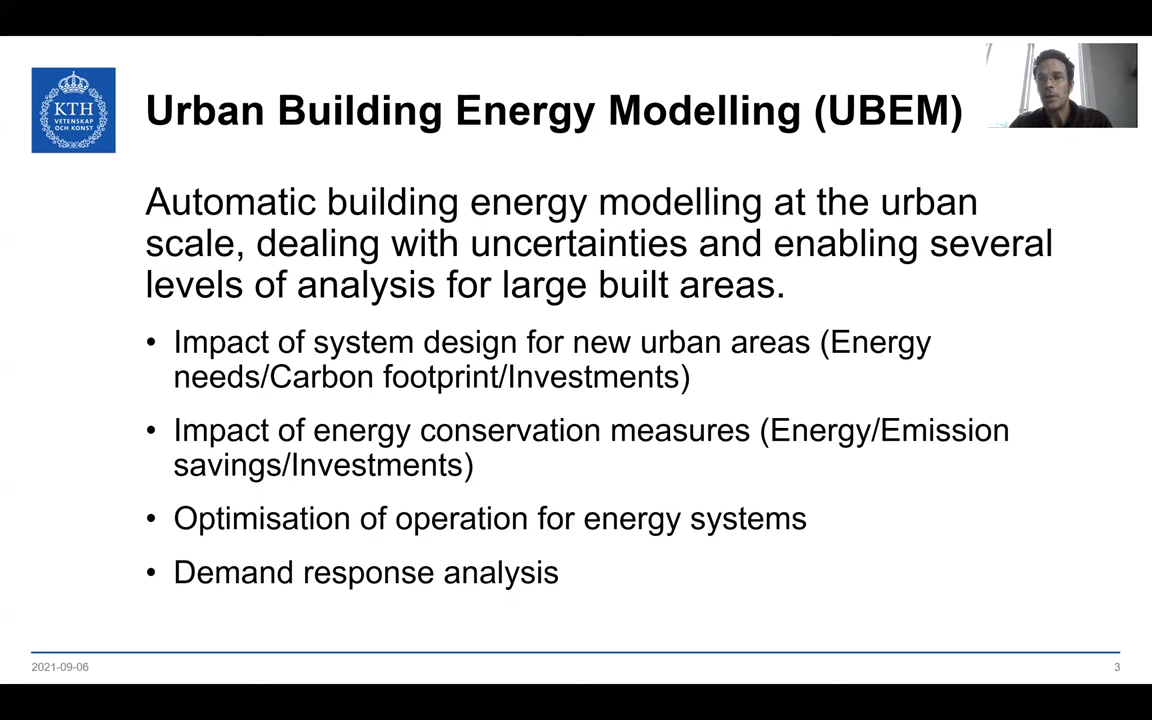 KTH
VETENSKAP
OCH KONST
Urban Building Energy Modelling (UBEM)
Automatic building energy modelling at the urban
scale, dealing with uncertainties and enabling several
levels of analysis for large built areas.
• Impact of system design for new urban areas (Energy
needs/Carbon footprint/Investments)
• Impact of energy conservation measures (Energy/Emission
savings/Investments)
• Optimisation of operation for energy systems
• Demand response analysis
2021-09-06
3